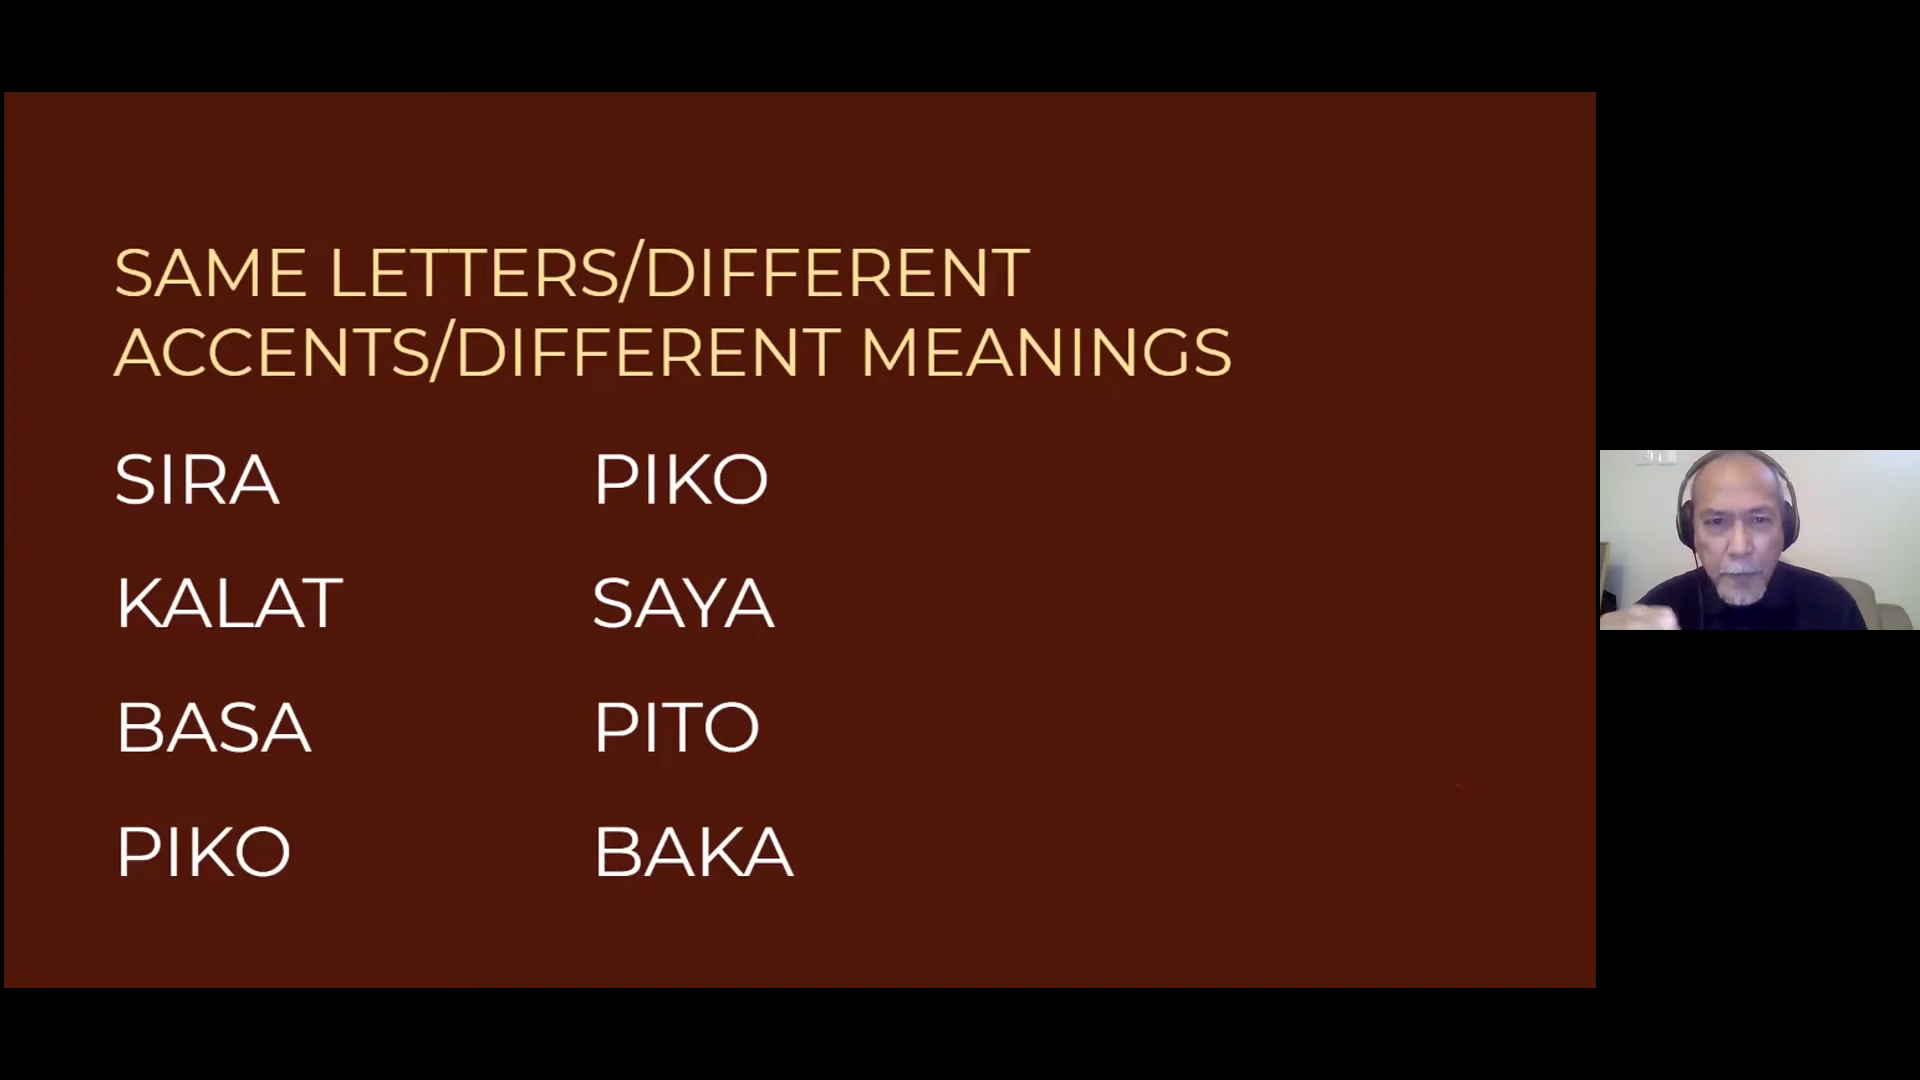 SAME LETTERS/DIFFERENT
ACCENTS/DIFFERENT MEANINGS
SIRA
KALAT
BASA
PIKO
PIKO
SAYA
PITO
BAKA